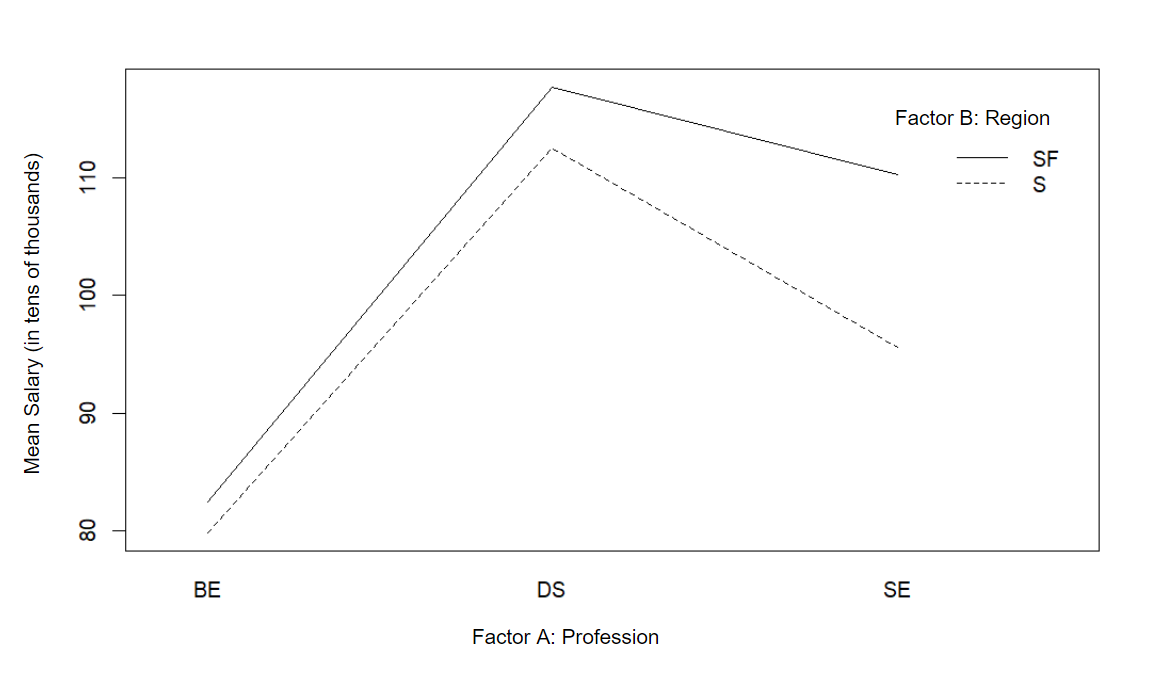 Factor B: Region
SF
S
Mean Salary (in tens of thousands)
110
100
90
80
BE DS SE
Factor A: Profession